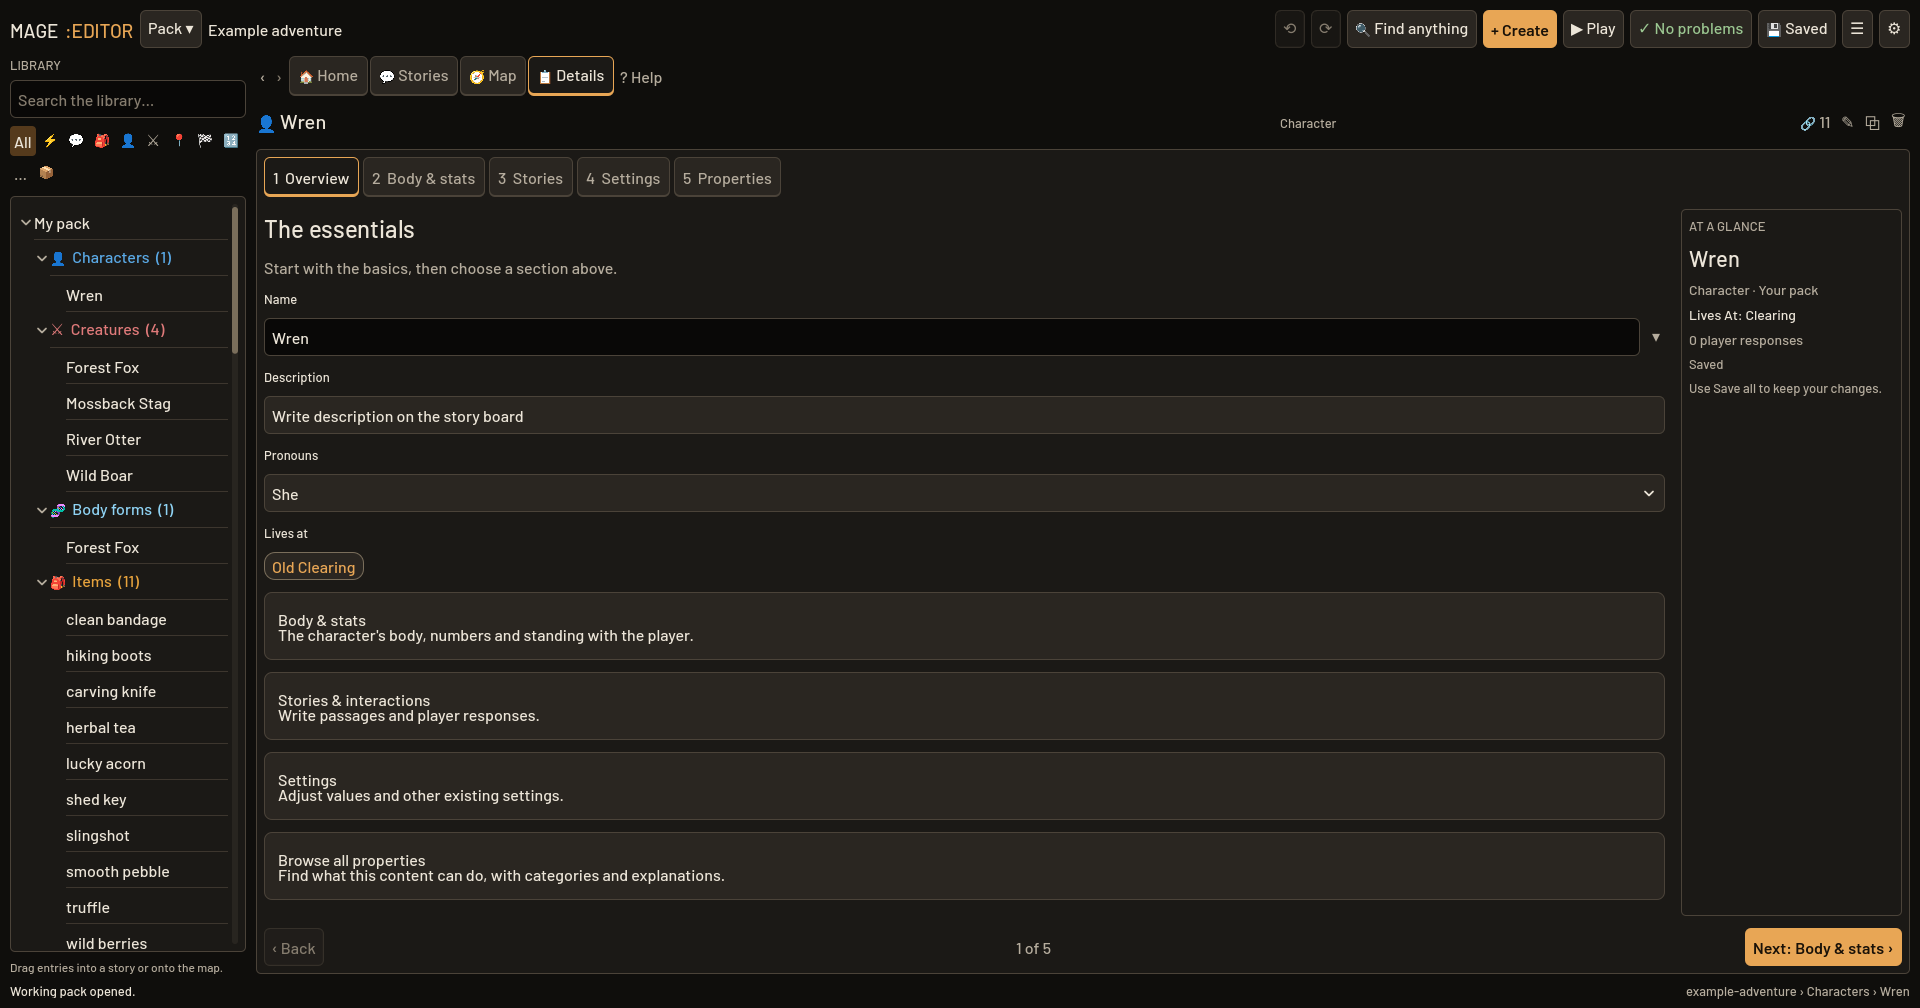 MAGE :EDITOR
Pack ▾
Example adventure
Find anything
+ Create
▶ Play
✓ No problems
Saved
LIBRARY
Search the library...
All
...
My pack
Characters (1)
Wren
Creatures (4)
Forest Fox
Mossback Stag
River Otter
Wild Boar
Body forms (1)
Forest Fox
Items (11)
clean bandage
hiking boots
carving knife
herbal tea
lucky acorn
shed key
slingshot
smooth pebble
truffle
wild berries
Drag entries into a story or onto the map.
Working pack opened.
‹ ›
Home
Stories
Map
Details
? Help
Wren
Character
11
1 Overview
2 Body & stats
3 Stories
4 Settings
5 Properties
The essentials
Start with the basics, then choose a section above.
Name
Wren
Description
Write description on the story board
Pronouns
She
Lives at
Old Clearing
Body & stats
The character's body, numbers and standing with the player.
Stories & interactions
Write passages and player responses.
Settings
Adjust values and other existing settings.
Browse all properties
Find what this content can do, with categories and explanations.
‹ Back
1 of 5
Next: Body & stats ›
AT A GLANCE
Wren
Character · Your pack
Lives At: Clearing
0 player responses
Saved
Use Save all to keep your changes.
example-adventure › Characters › Wren